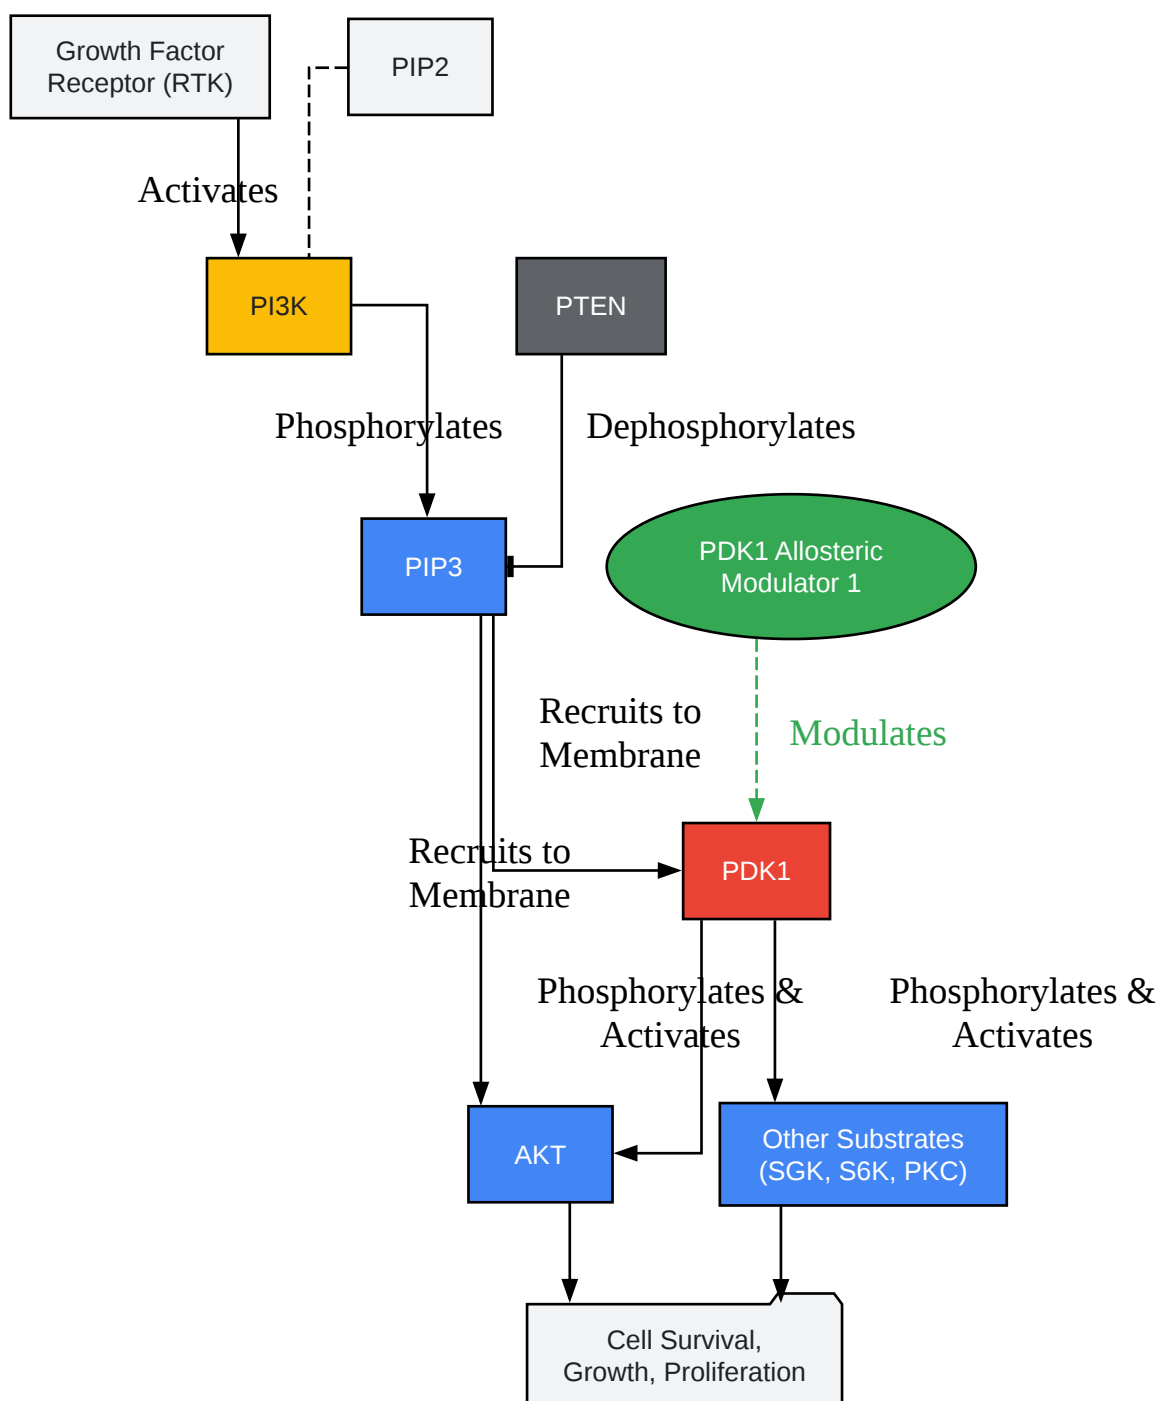 Growth Factor
Receptor (RTK)
PIP2
Activates
PI3K
PTEN
Phosphorylates
Dephosphorylates
PIP3
PDK1 Allosteric
Modulator 1
Recruits to
Membrane
Modulates
Recruits to
Membrane
PDK1
Phosphorylates &
Activates
Phosphorylates &
Activates
AKT
Other Substrates
(SGK, S6K, PKC)
Cell Survival,
Growth, Proliferation